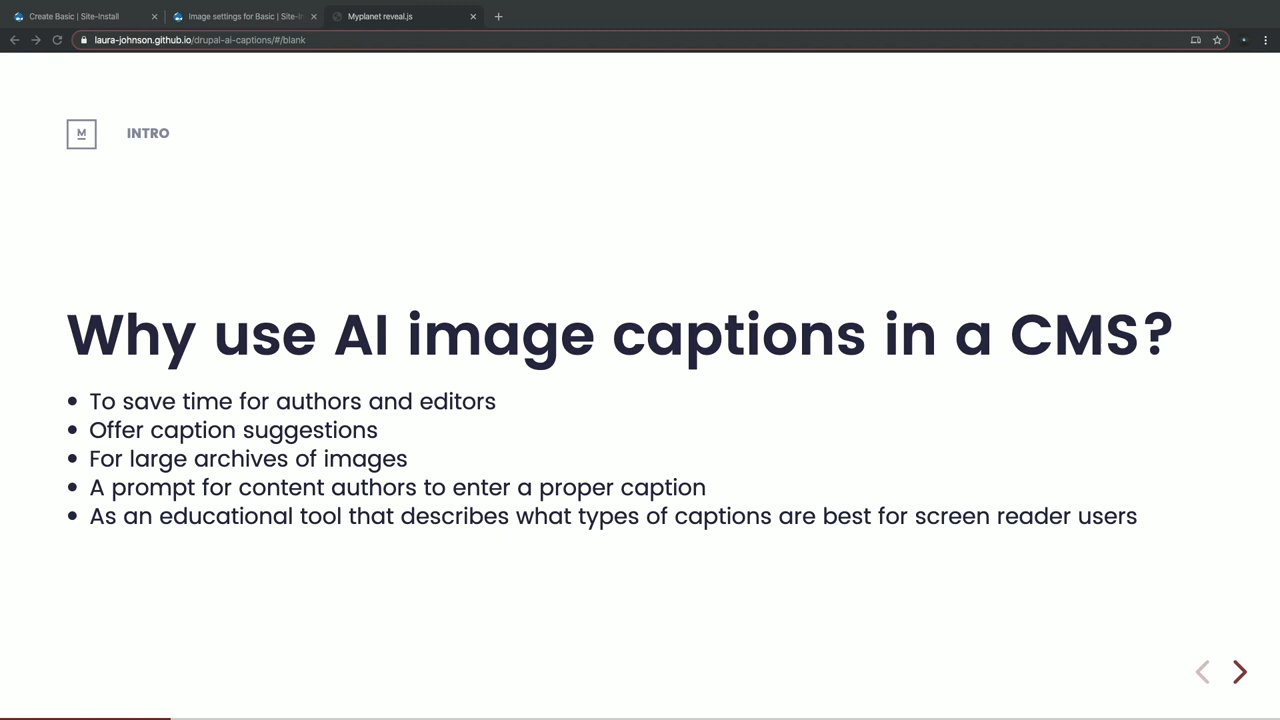 Create Basic | Site-Install
Image settings for Basic | Site-In
Myplanet reveal.js
laura-johnson.github.io/drupal-ai-captions/#/blank
M
INTRO
Why use AI image captions in a CMS?
• To save time for authors and editors
• Offer caption suggestions
• For large archives of images
• A prompt for content authors to enter a proper caption
• As an educational tool that describes what types of captions are best for screen reader users